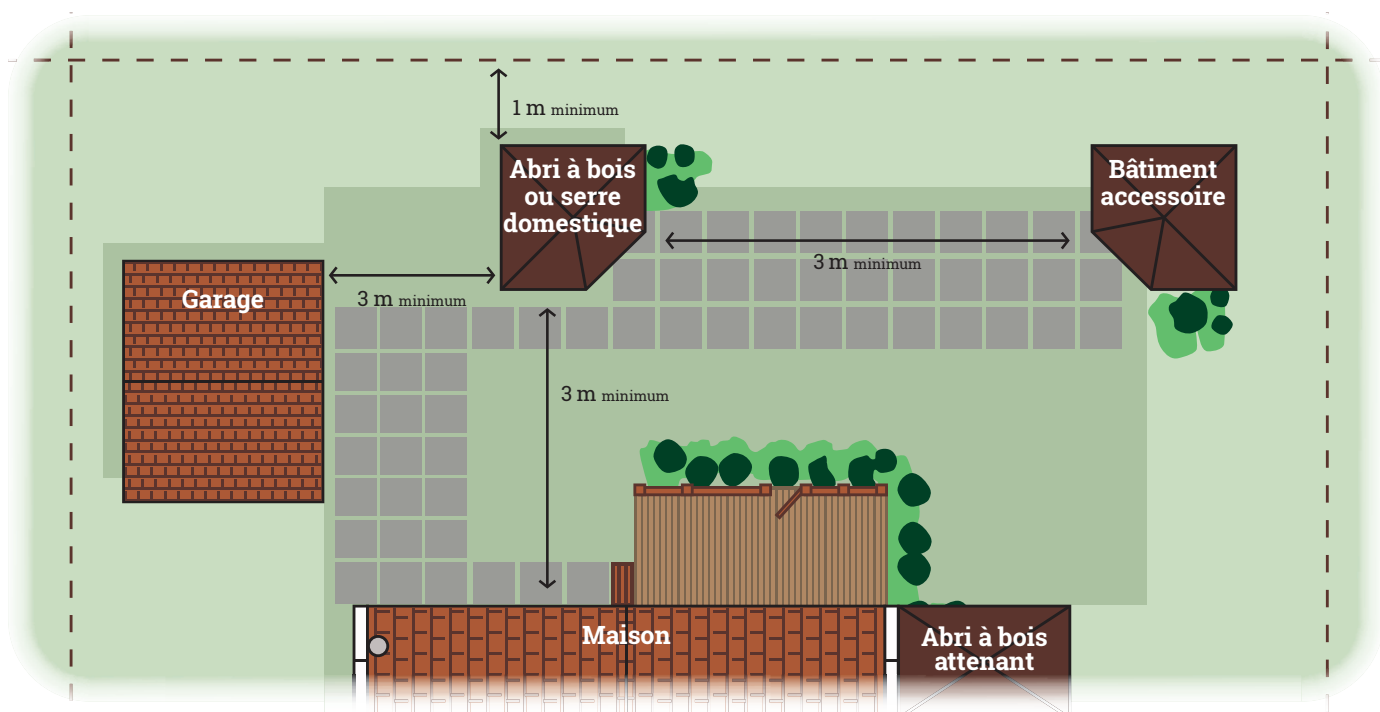 1 m minimum
Abri à bois
ou serre
domestique
Bâtiment
accessoire
3 m minimum
Garage
3 m minimum
3 m minimum
Maison
Abri à bois
attenant